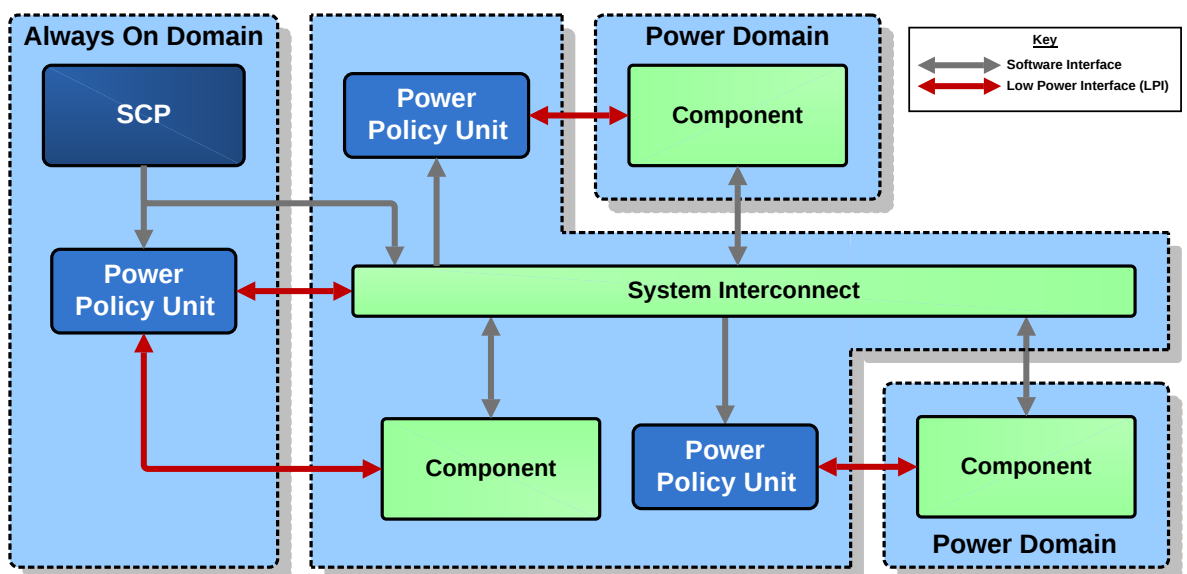 Always On Domain
SCP
Power
Policy Unit
Power
Policy Unit
Power Domain
Component
Key
Software Interface
Low Power Interface (LPI)
System Interconnect
Component
Power
Policy Unit
Component
Power Domain